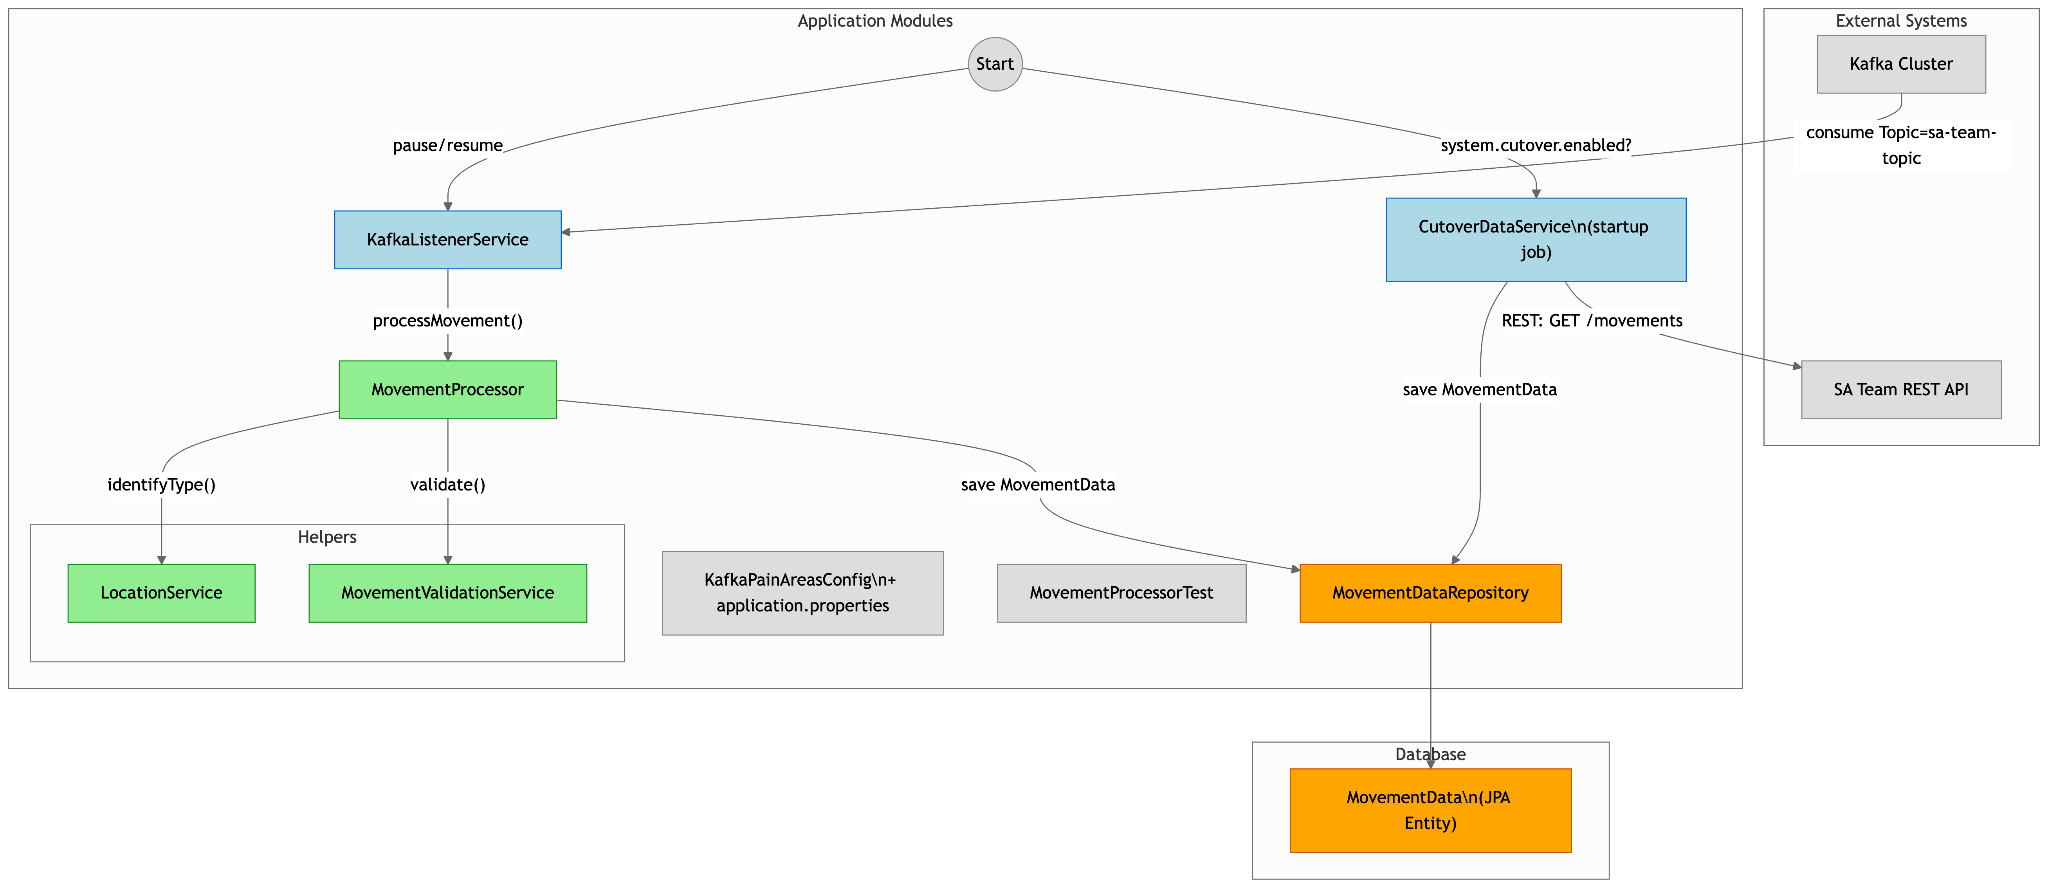 Application Modules
External Systems
Start
Kafka Cluster
pause/resume
system.cutover.enabled?
consume Topic=sa-team-
topic
KafkaListenerService
CutoverDataService\n(startup
job)
processMovement()
REST: GET /movements
MovementProcessor
save MovementData
SA Team REST API
identifyType()
validate()
save MovementData
Helpers
LocationService
MovementValidationService
KafkaPainAreasConfig\n+
application.properties
MovementProcessorTest
MovementDataRepository
Database
MovementData\n(JPA
Entity)